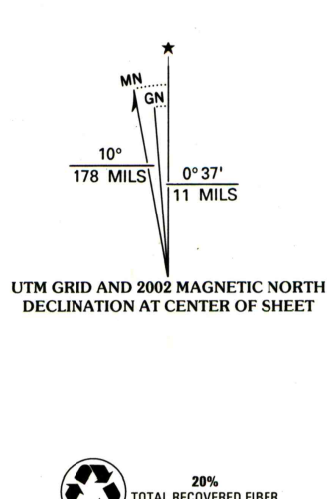 ★
MN
GN
10°
178 MILS
0° 37'
11 MILS
UTM GRID AND 2002 MAGNETIC NORTH
DECLINATION AT CENTER OF SHEET
20%
TOTAL RECOVERED FIBER